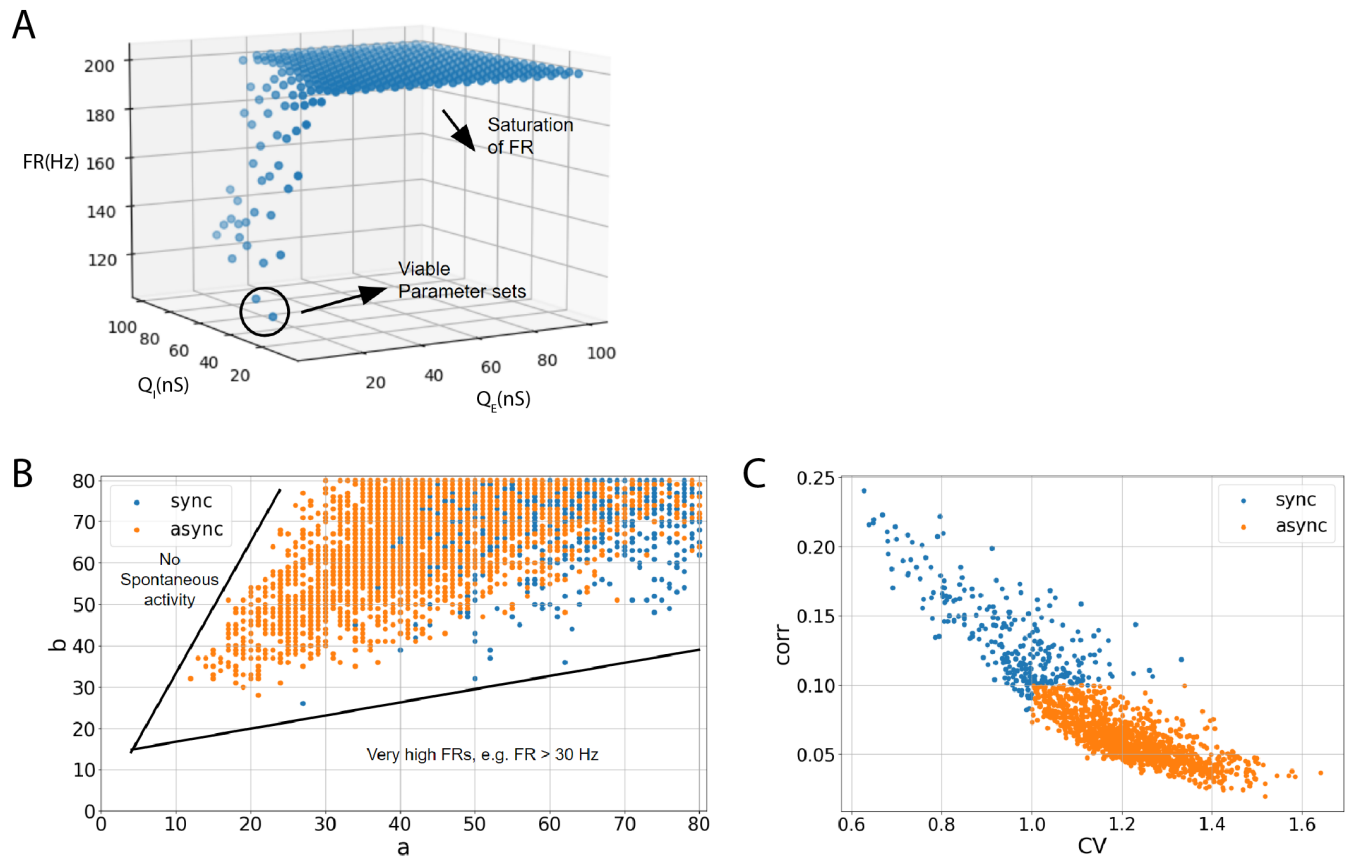 A
200
180
FR(Hz)
160
140
120
Saturation
of FR
Viable
Parameter sets
100
80
60
40
20
Q_I(nS)
20
40
60
80
100
Q_E(nS)
B
80
70
60
50
40
30
20
10
0
b
sync
async
No
Spontaneous
activity
Very high FRs, e.g. FR > 30 Hz
0 10 20 30 40 50 60 70 80
a
C
0.25
0.20
0.15
0.10
0.05
corr
sync
async
0.6 0.8 1.0 1.2 1.4 1.6
CV